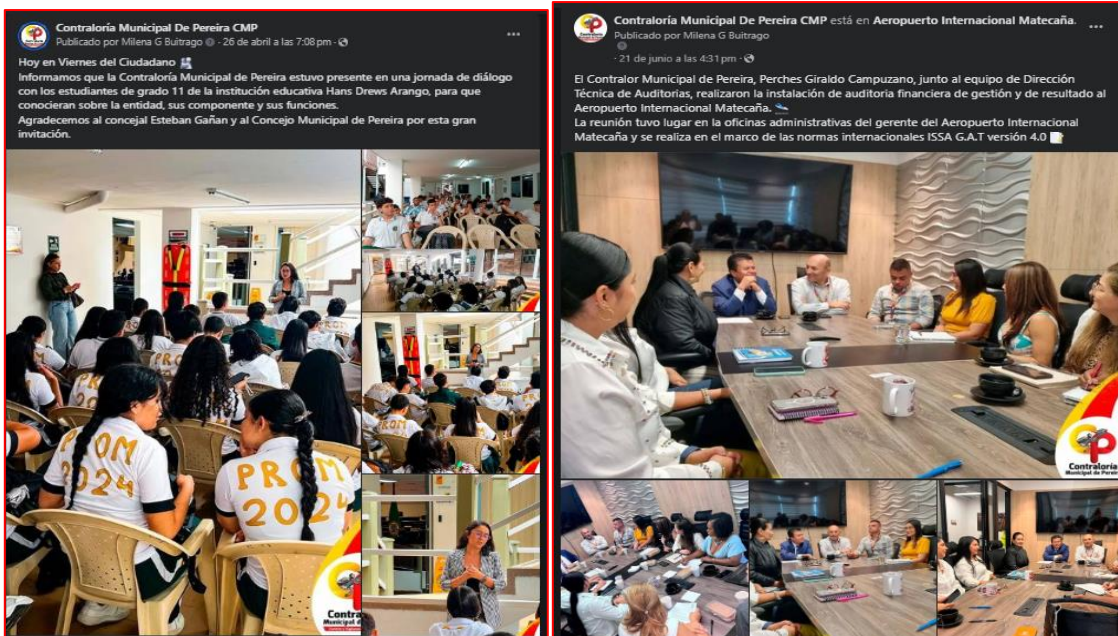 Contraloría Municipal De Pereira CMP
Publicado por Milena G Buitrago · 26 de abril a las 7:08 pm ·
Hoy en Viernes del Ciudadano
Informamos que la Contraloría Municipal de Pereira estuvo presente en una jornada de diálogo
con los estudiantes de grado 11 de la institución educativa Hans Drews Arango, para que
conocieran sobre la entidad, sus componente y sus funciones.
Agradecemos al concejal Esteban Gañan y al Concejo Municipal de Pereira por esta gran
invitación.
PROM
PROM
2024
PROM
2024
Contraloría Municipal De Pereira CMP está en Aeropuerto Internacional Matecaña.
Publicado por Milena G Buitrago
· 21 de junio a las 4:31 pm ·
El Contralor Municipal de Pereira, Perches Giraldo Campuzano, junto al equipo de Dirección
Técnica de Auditorias, realizaron la instalación de auditoria financiera de gestión y de resultado al
Aeropuerto Internacional Matecaña.
La reunión tuvo lugar en la oficinas administrativas del gerente del Aeropuerto Internacional
Matecaña y se realiza en el marco de las normas internacionales ISSA G.A.T versión 4.0
Contraloría
Municipal de Pereira